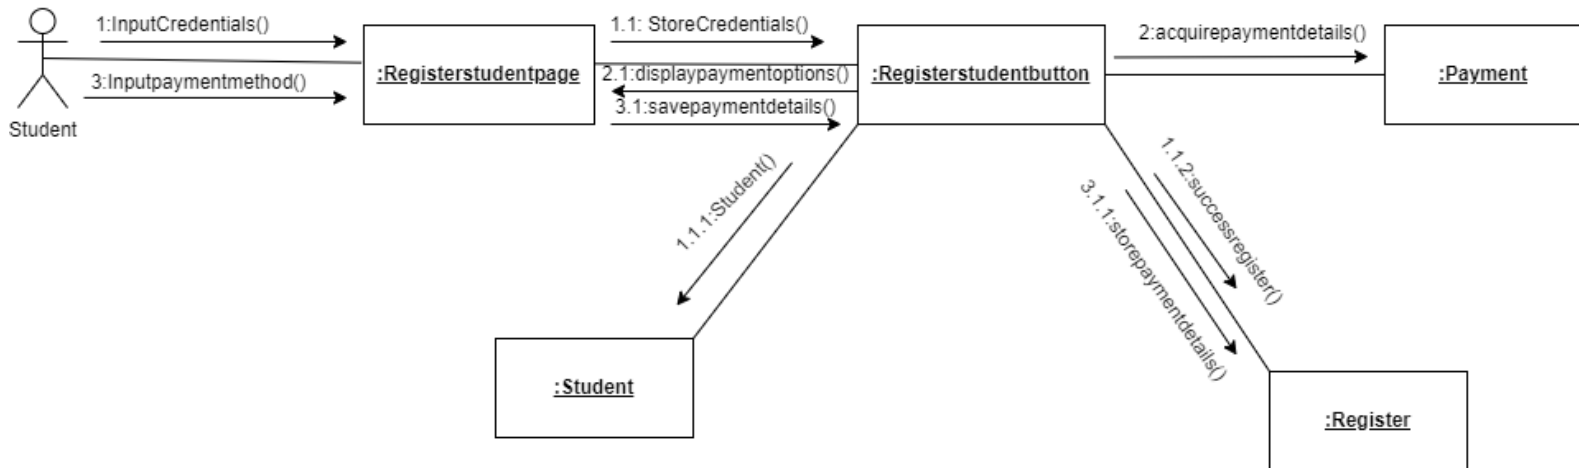 1:InputCredentials()
1.1: StoreCredentials()
2:acquirepaymentdetails()
:Registerstudentpage
2.1:displaypaymentoptions()
:Registerstudentbutton
:Payment
3:Inputpaymentmethod()
3.1:savepaymentdetails()
Student
1.1.1:Student()
1.1.2:successregister()
3.1.1:storepaymentdetails()
:Student
:Register